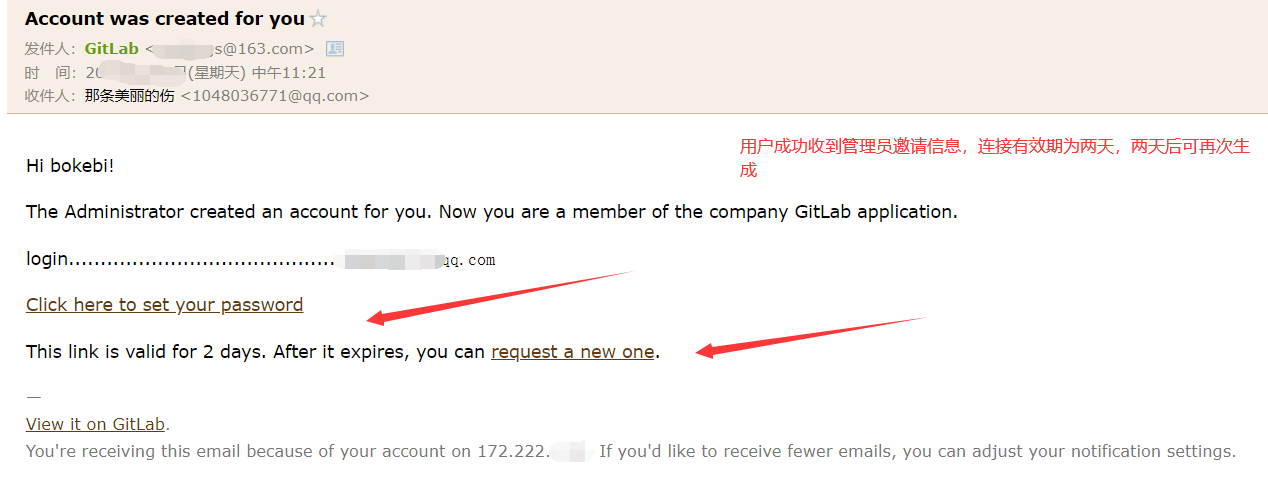 Account was created for you
发件人：GitLab < s@163.com>
时 间：20 (星期天) 中午11:21
收件人：那条美丽的伤 <1048036771@qq.com>
用户成功收到管理员邀请信息，连接有效期为两天，两天后可再次生
成
Hi bokebi!
The Administrator created an account for you. Now you are a member of the company GitLab application.
login.......................................... qq.com
Click here to set your password
This link is valid for 2 days. After it expires, you can request a new one.
—
View it on GitLab.
You're receiving this email because of your account on 172.222. If you'd like to receive fewer emails, you can adjust your notification settings.